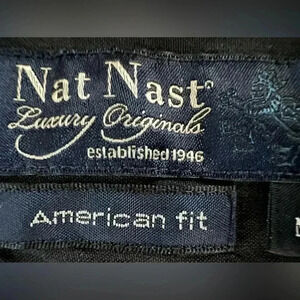 Nat Nast®
Luxury Originals
established 1946
American fit